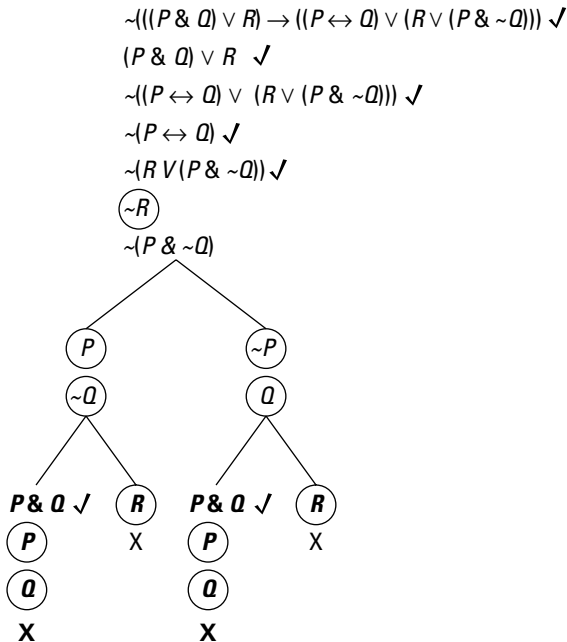 ~(((P & Q) ∨ R) → ((P ↔ Q) ∨ (R ∨ (P & ~Q))) ✓
(P & Q) ∨ R ✓
~((P ↔ Q) ∨ (R ∨ (P & ~Q))) ✓
~(P ↔ Q) ✓
~(R V (P & ~Q)) ✓
~R
~(P & ~Q)
P ~P
~Q Q
P & Q ✓ R P & Q ✓ R
P X P X
Q Q
X X